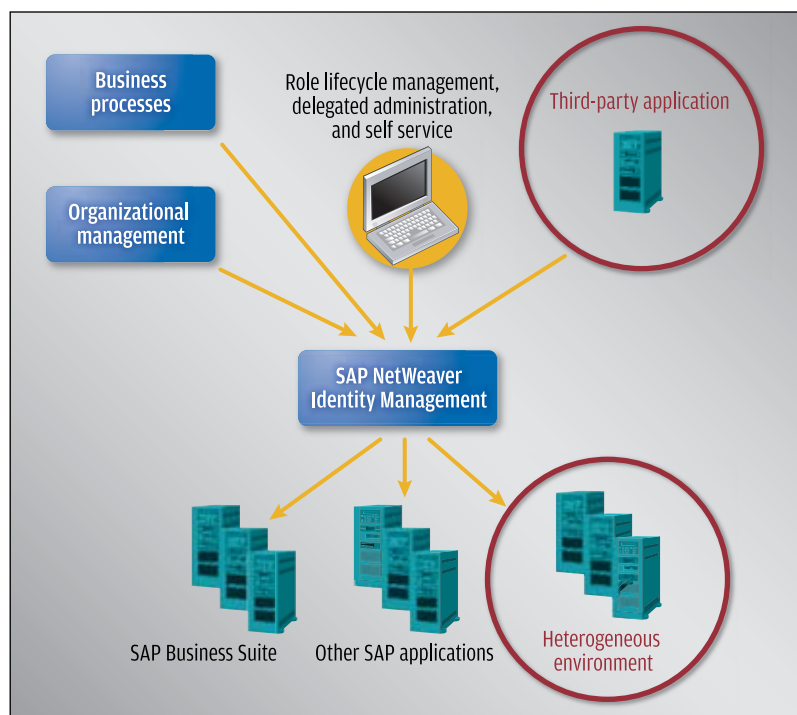 Business
processes
Role lifecycle management,
delegated administration,
and self service
Third-party application
Organizational
management
SAP NetWeaver
Identity Management
SAP Business Suite
Other SAP applications
Heterogeneous
environment